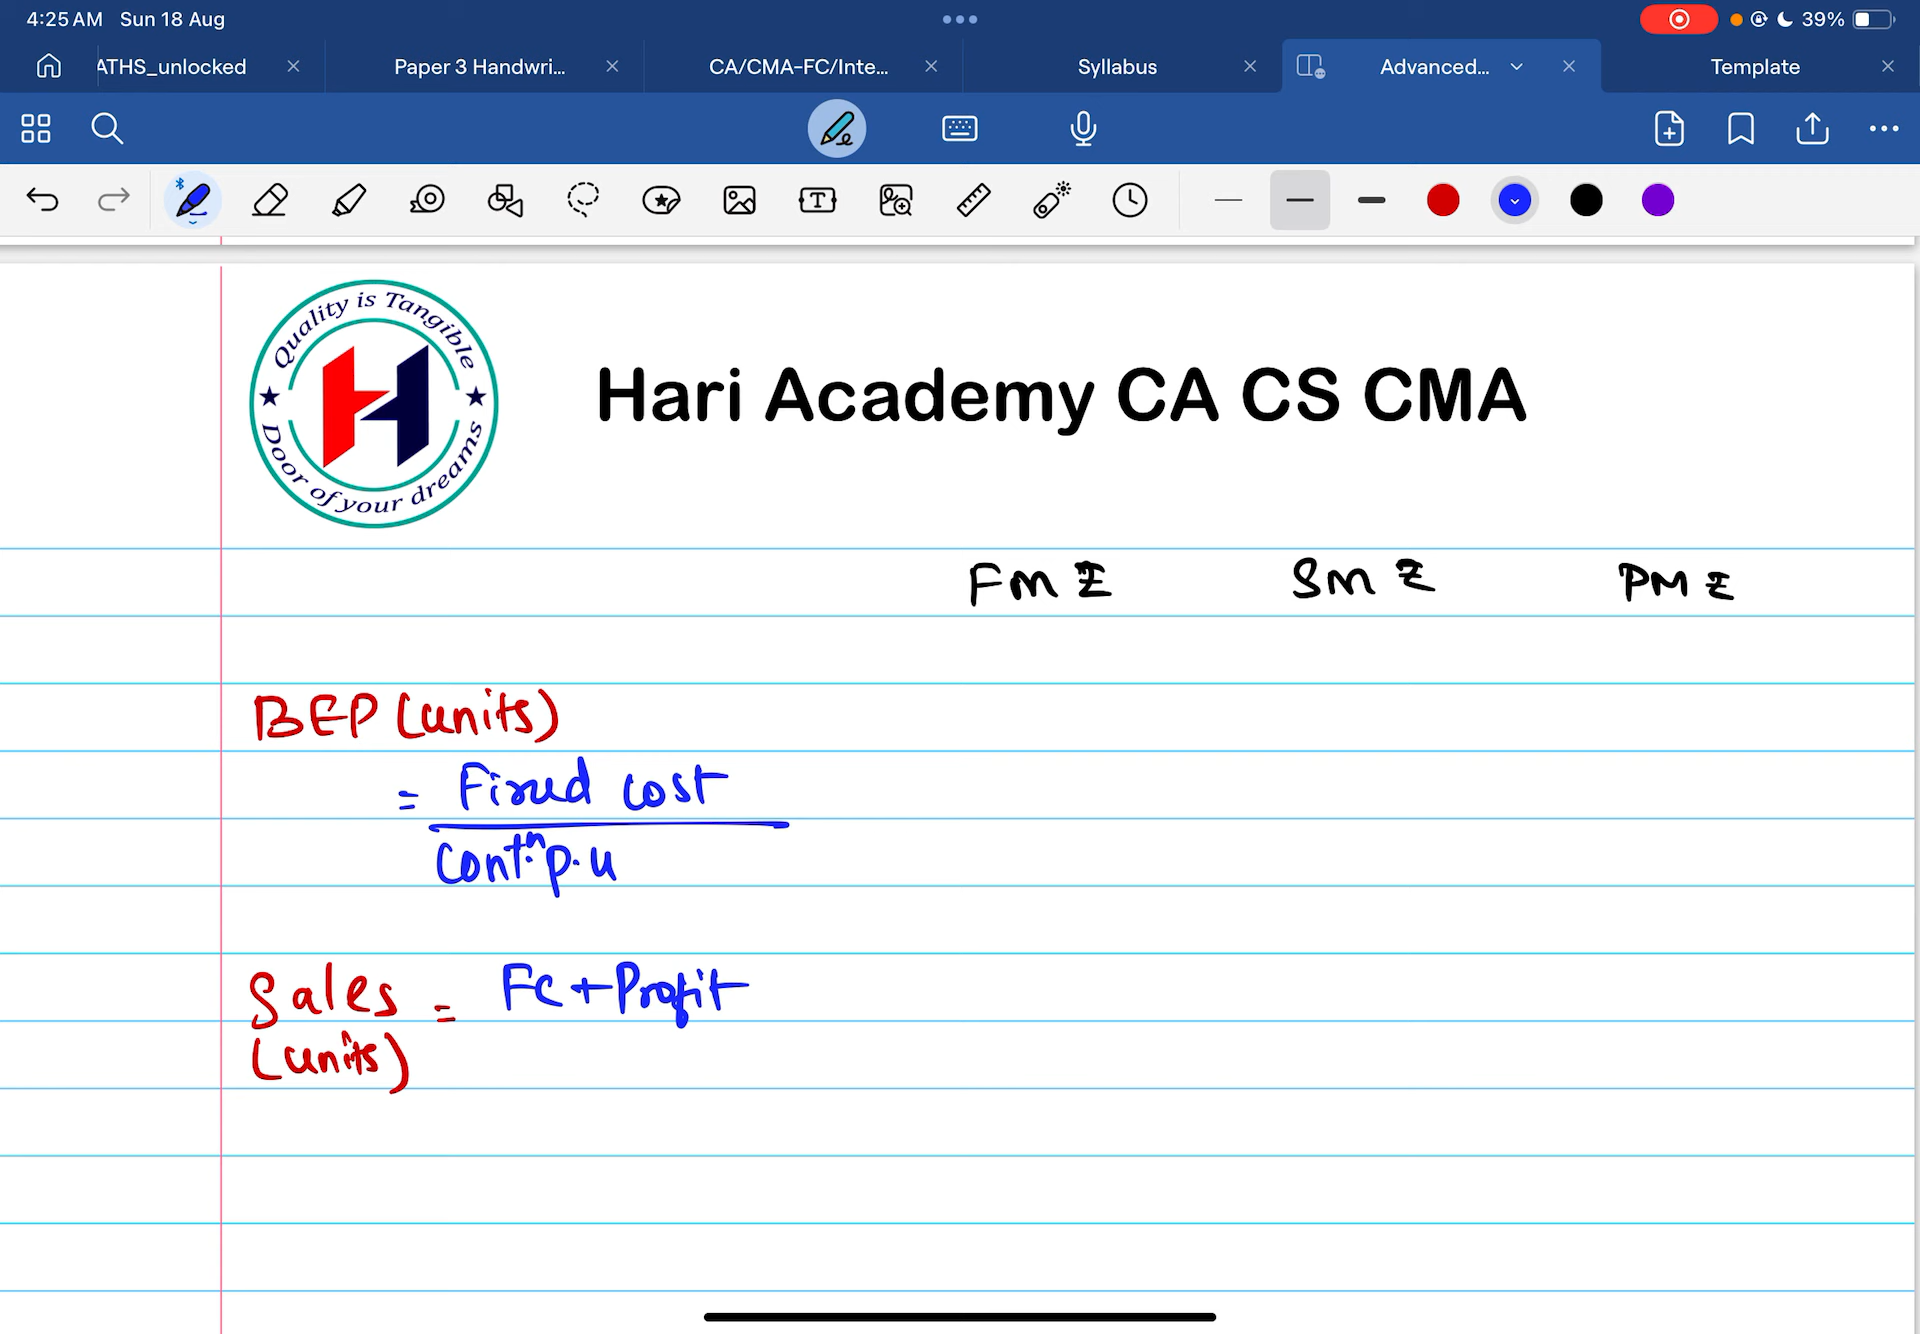 4:25 AM Sun 18 Aug
39%
ATHS_unlocked
Paper 3 Handwri...
CA/CMA-FC/Inte...
Syllabus
Advanced...
Template
Quality is Tangible
Door of your dreams
Hari Academy CA CS CMA
FM ₹ SM ₹ PM ₹
BEP (units)
= Fixed cost
Cont.ⁿ p.u
Sales = FC + Profit
(units)